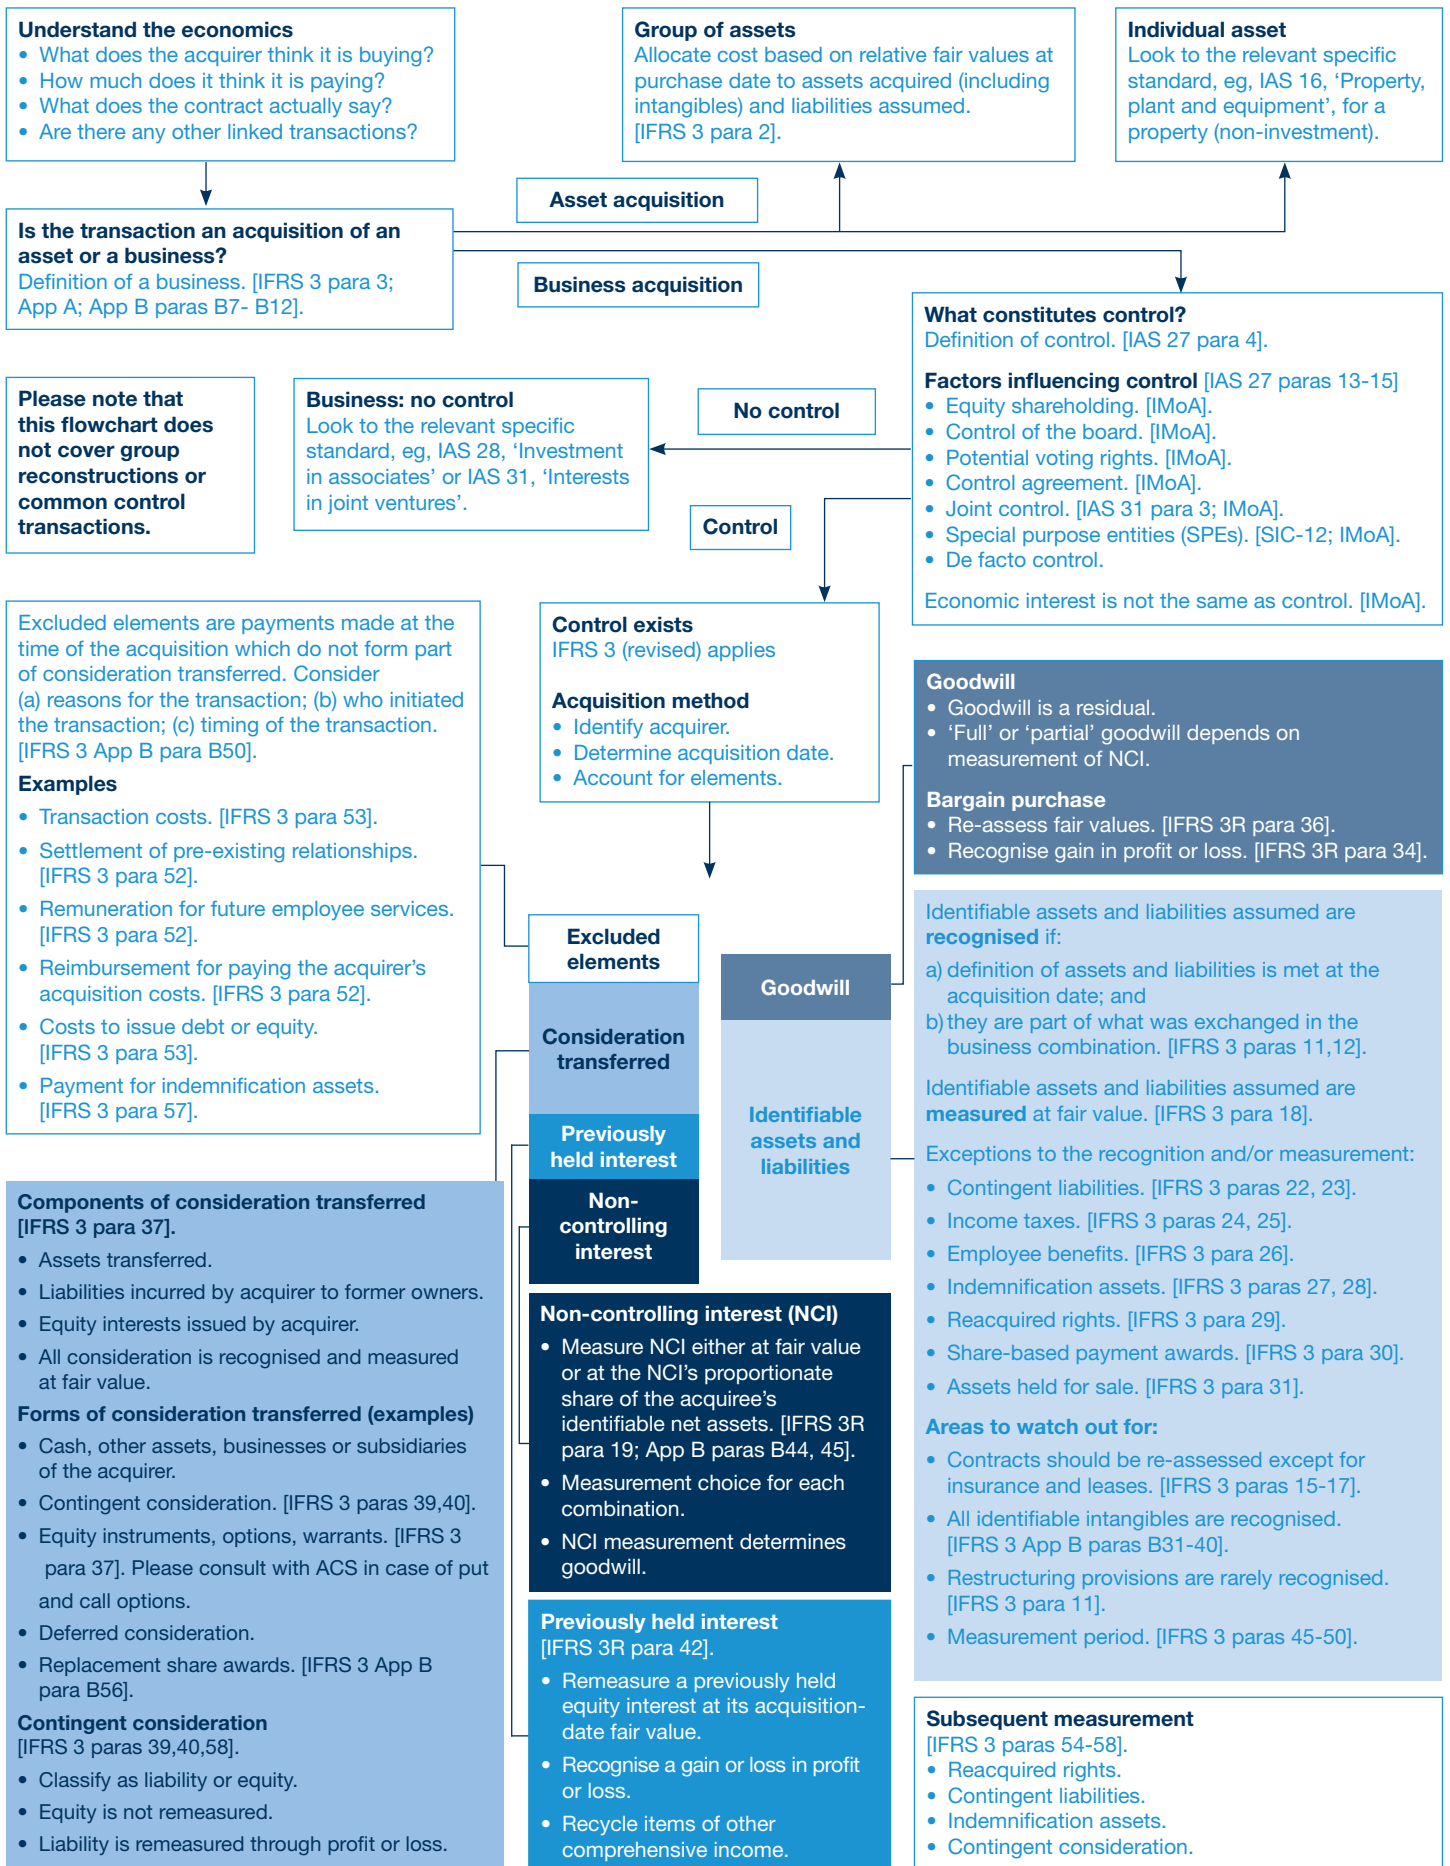 Understand the economics
• What does the acquirer think it is buying?
• How much does it think it is paying?
• What does the contract actually say?
• Are there any other linked transactions?
Group of assets
Allocate cost based on relative fair values at
purchase date to assets acquired (including
intangibles) and liabilities assumed.
[IFRS 3 para 2].
Individual asset
Look to the relevant specific
standard, eg, IAS 16, ‘Property,
plant and equipment’, for a
property (non-investment).
Asset acquisition
Is the transaction an acquisition of an
asset or a business?
Definition of a business. [IFRS 3 para 3;
App A; App B paras B7- B12].
Business acquisition
What constitutes control?
Definition of control. [IAS 27 para 4].
Factors influencing control [IAS 27 paras 13-15]
• Equity shareholding. [IMoA].
• Control of the board. [IMoA].
• Potential voting rights. [IMoA].
• Control agreement. [IMoA].
• Joint control. [IAS 31 para 3; IMoA].
• Special purpose entities (SPEs). [SIC-12; IMoA].
• De facto control.
Economic interest is not the same as control. [IMoA].
Please note that
this flowchart does
not cover group
reconstructions or
common control
transactions.
Business: no control
Look to the relevant specific
standard, eg, IAS 28, ‘Investment
in associates’ or IAS 31, ‘Interests
in joint ventures’.
No control
Control
Excluded elements are payments made at the
time of the acquisition which do not form part
of consideration transferred. Consider
(a) reasons for the transaction; (b) who initiated
the transaction; (c) timing of the transaction.
[IFRS 3 App B para B50].
Examples
• Transaction costs. [IFRS 3 para 53].
• Settlement of pre-existing relationships.
[IFRS 3 para 52].
• Remuneration for future employee services.
[IFRS 3 para 52].
• Reimbursement for paying the acquirer’s
acquisition costs. [IFRS 3 para 52].
• Costs to issue debt or equity.
[IFRS 3 para 53].
• Payment for indemnification assets.
[IFRS 3 para 57].
Control exists
IFRS 3 (revised) applies
Acquisition method
• Identify acquirer.
• Determine acquisition date.
• Account for elements.
Goodwill
• Goodwill is a residual.
• ‘Full’ or ‘partial’ goodwill depends on
measurement of NCI.
Bargain purchase
• Re-assess fair values. [IFRS 3R para 36].
• Recognise gain in profit or loss. [IFRS 3R para 34].
Excluded
elements
Consideration
transferred
Previously
held interest
Non-
controlling
interest
Goodwill
Identifiable
assets and
liabilities
Identifiable assets and liabilities assumed are
recognised if:
a) definition of assets and liabilities is met at the
acquisition date; and
b) they are part of what was exchanged in the
business combination. [IFRS 3 paras 11,12].
Identifiable assets and liabilities assumed are
measured at fair value. [IFRS 3 para 18].
Exceptions to the recognition and/or measurement:
• Contingent liabilities. [IFRS 3 paras 22, 23].
• Income taxes. [IFRS 3 paras 24, 25].
• Employee benefits. [IFRS 3 para 26].
• Indemnification assets. [IFRS 3 paras 27, 28].
• Reacquired rights. [IFRS 3 para 29].
• Share-based payment awards. [IFRS 3 para 30].
• Assets held for sale. [IFRS 3 para 31].
Areas to watch out for:
• Contracts should be re-assessed except for
insurance and leases. [IFRS 3 paras 15-17].
• All identifiable intangibles are recognised.
[IFRS 3 App B paras B31-40].
• Restructuring provisions are rarely recognised.
[IFRS 3 para 11].
• Measurement period. [IFRS 3 paras 45-50].
Components of consideration transferred
[IFRS 3 para 37].
• Assets transferred.
• Liabilities incurred by acquirer to former owners.
• Equity interests issued by acquirer.
• All consideration is recognised and measured
at fair value.
Forms of consideration transferred (examples)
• Cash, other assets, businesses or subsidiaries
of the acquirer.
• Contingent consideration. [IFRS 3 paras 39,40].
• Equity instruments, options, warrants. [IFRS 3
para 37]. Please consult with ACS in case of put
and call options.
• Deferred consideration.
• Replacement share awards. [IFRS 3 App B
para B56].
Contingent consideration
[IFRS 3 paras 39,40,58].
• Classify as liability or equity.
• Equity is not remeasured.
• Liability is remeasured through profit or loss.
Non-controlling interest (NCI)
• Measure NCI either at fair value
or at the NCI’s proportionate
share of the acquiree’s
identifiable net assets. [IFRS 3R
para 19; App B paras B44, 45].
• Measurement choice for each
combination.
• NCI measurement determines
goodwill.
Previously held interest
[IFRS 3R para 42].
• Remeasure a previously held
equity interest at its acquisition-
date fair value.
• Recognise a gain or loss in profit
or loss.
• Recycle items of other
comprehensive income.
Subsequent measurement
[IFRS 3 paras 54-58].
• Reacquired rights.
• Contingent liabilities.
• Indemnification assets.
• Contingent consideration.